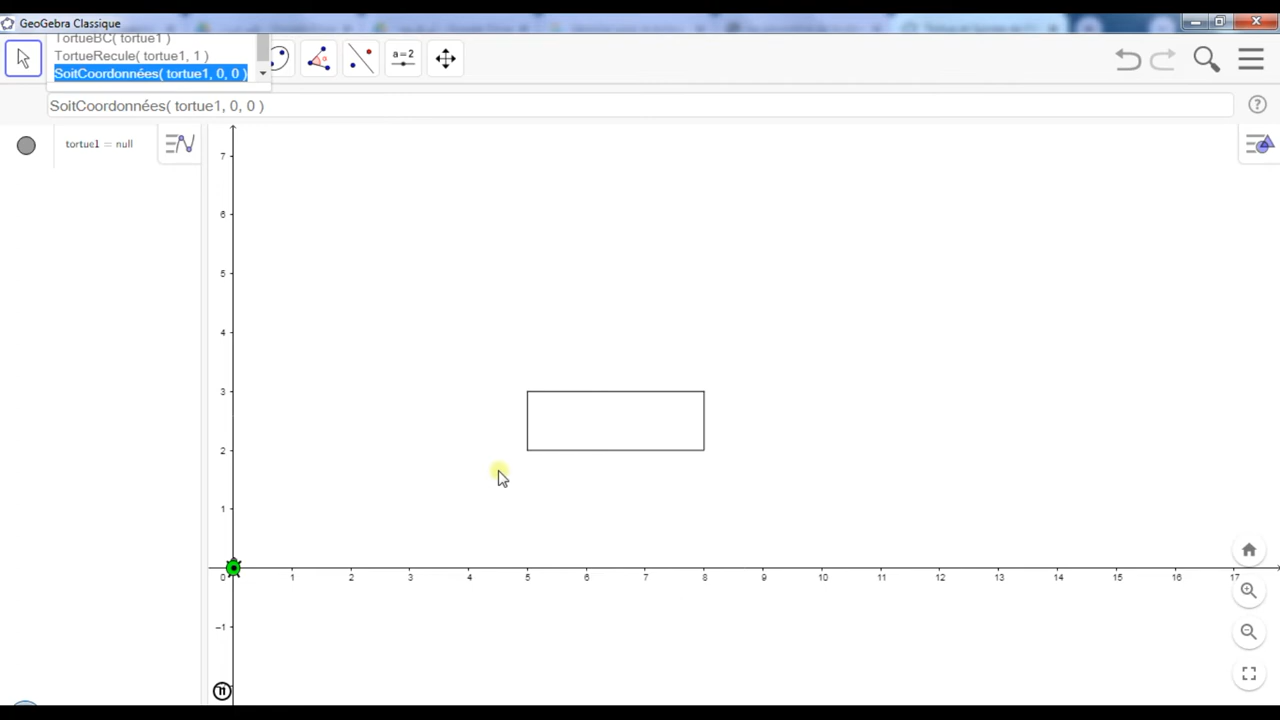 GeoGebra Classique
TortueBC( tortue1 )
TortueRecule( tortue1, 1 )
SoitCoordonnées( tortue1, 0, 0 )
a=2
SoitCoordonnées( tortue1, 0, 0 )
?
tortue1 = null
7
6
5
4
3
2
1
0 1 2 3 4 5 6 7 8 9 10 11 12 13 14 15 16 17
−1